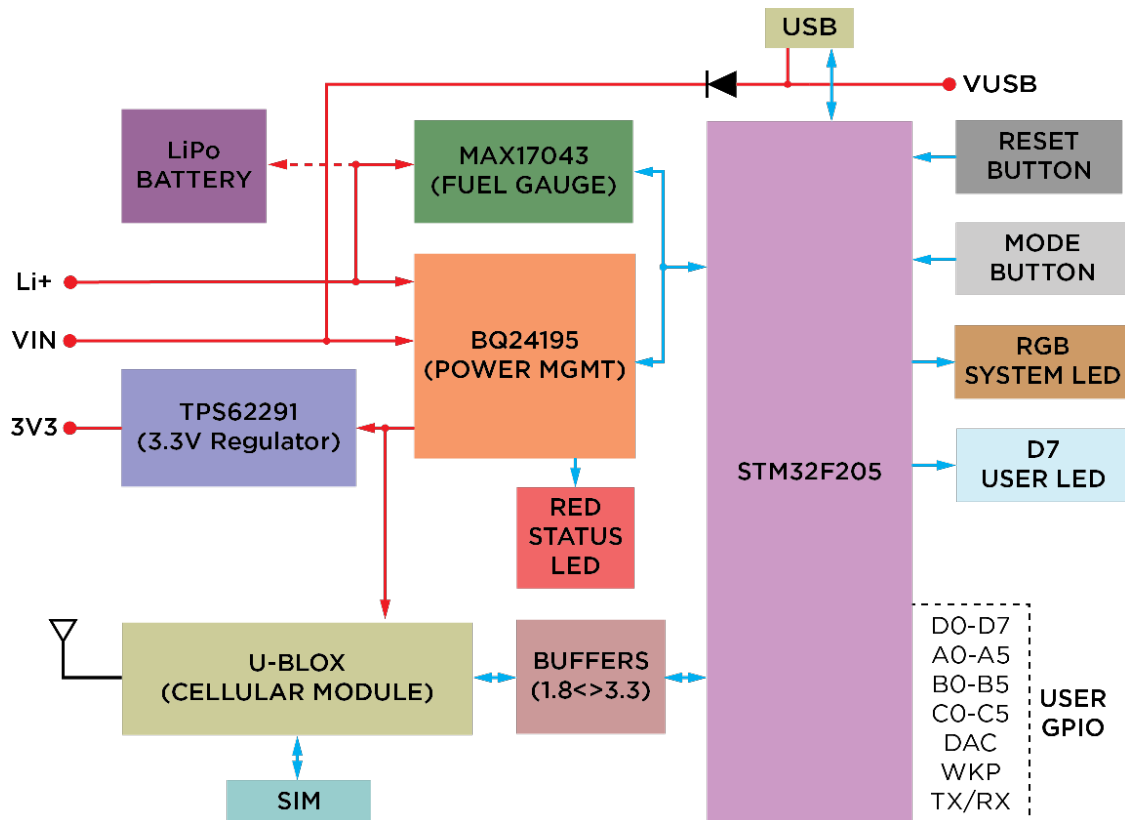 USB
VUSB
LiPo
BATTERY
MAX17043
(FUEL GAUGE)
RESET
BUTTON
MODE
BUTTON
Li+
VIN
BQ24195
(POWER MGMT)
RGB
SYSTEM LED
3V3
TPS62291
(3.3V Regulator)
STM32F205
D7
USER LED
RED
STATUS
LED
U-BLOX
(CELLULAR MODULE)
BUFFERS
(1.8<>3.3)
D0-D7
A0-A5
B0-B5
C0-C5
DAC
WKP
TX/RX
USER
GPIO
SIM